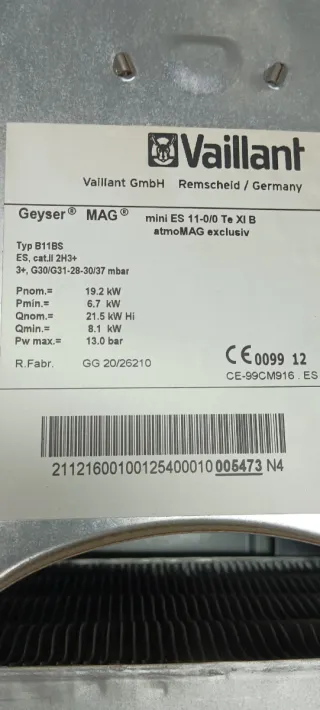 Vaillant
Vaillant GmbH Remscheid / Germany
Geyser® MAG® mini ES 11-0/0 Te XI B
atmoMAG exclusiv
Typ B11BS
ES, cat.II 2H3+
3+, G30/G31-28-30/37 mbar
Pnom.= 19.2 kW
Pmin.= 6.7 kW
Qnom.= 21.5 kW Hi
Qmin.= 8.1 kW
Pw max.= 13.0 bar
CE 0099 12
R.Fabr. GG 20/26210
CE-99CM916 . ES
21121600100125400010 005473 N4